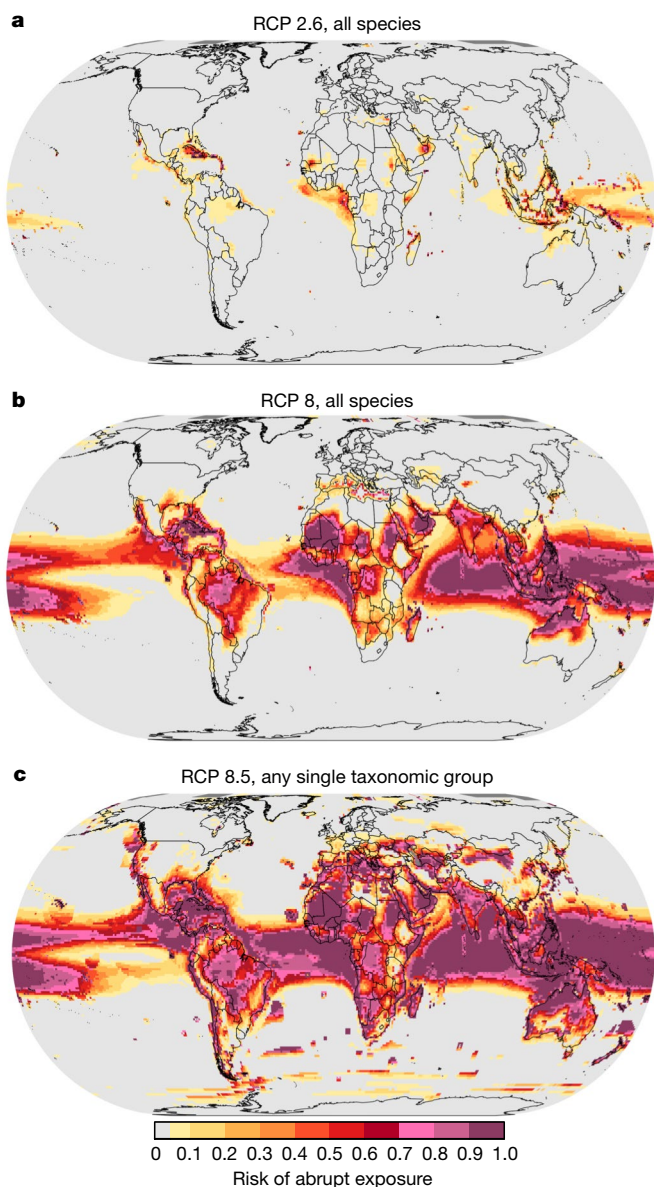 a
RCP 2.6, all species
b
RCP 8, all species
c
RCP 8.5, any single taxonomic group
0 0.1 0.2 0.3 0.4 0.5 0.6 0.7 0.8 0.9 1.0
Risk of abrupt exposure